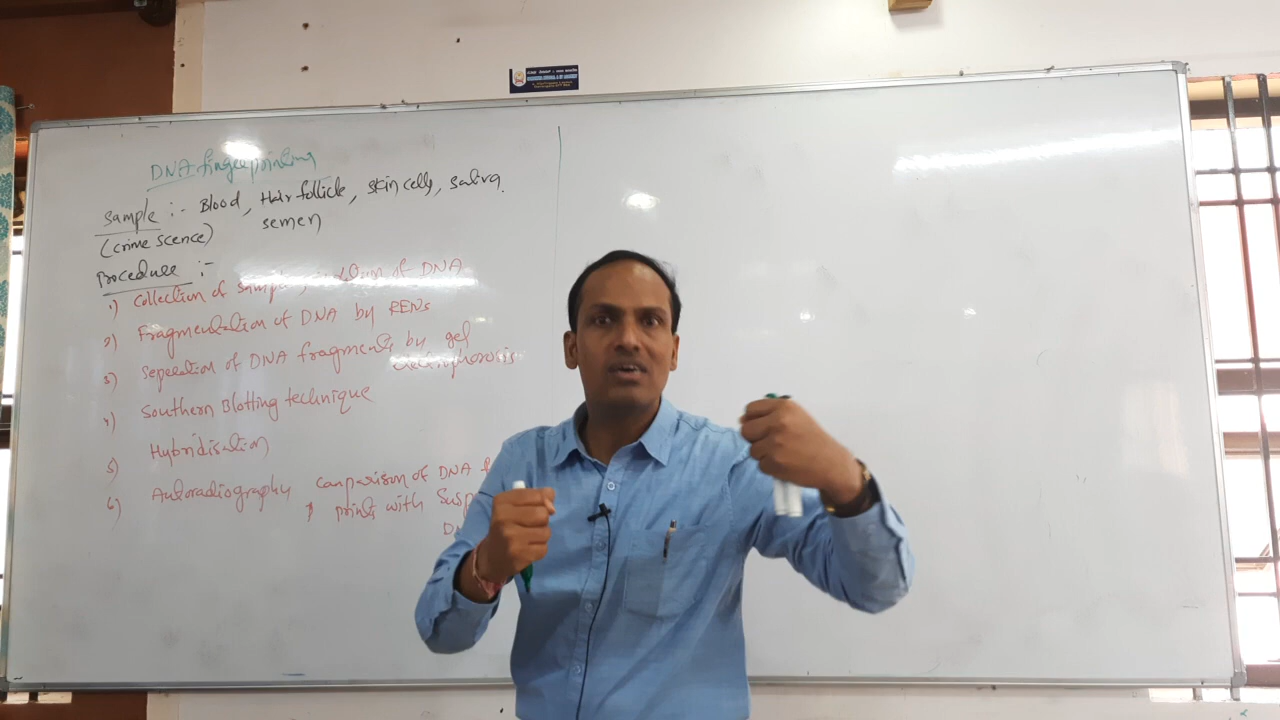 DNA fingerprinting
Sample :- Blood, Hair follicle, skin cells, saliva.
(crime scence) semen
Procedure :-
1) Collection of sample, isolation of DNA
2) Fragmentation of DNA by RENs
3) Seperation of DNA fragments by gel
electrophorosis
4) Southern Blotting technique
5) Hybridisation
6) Autoradiography comparison of DNA
prints with